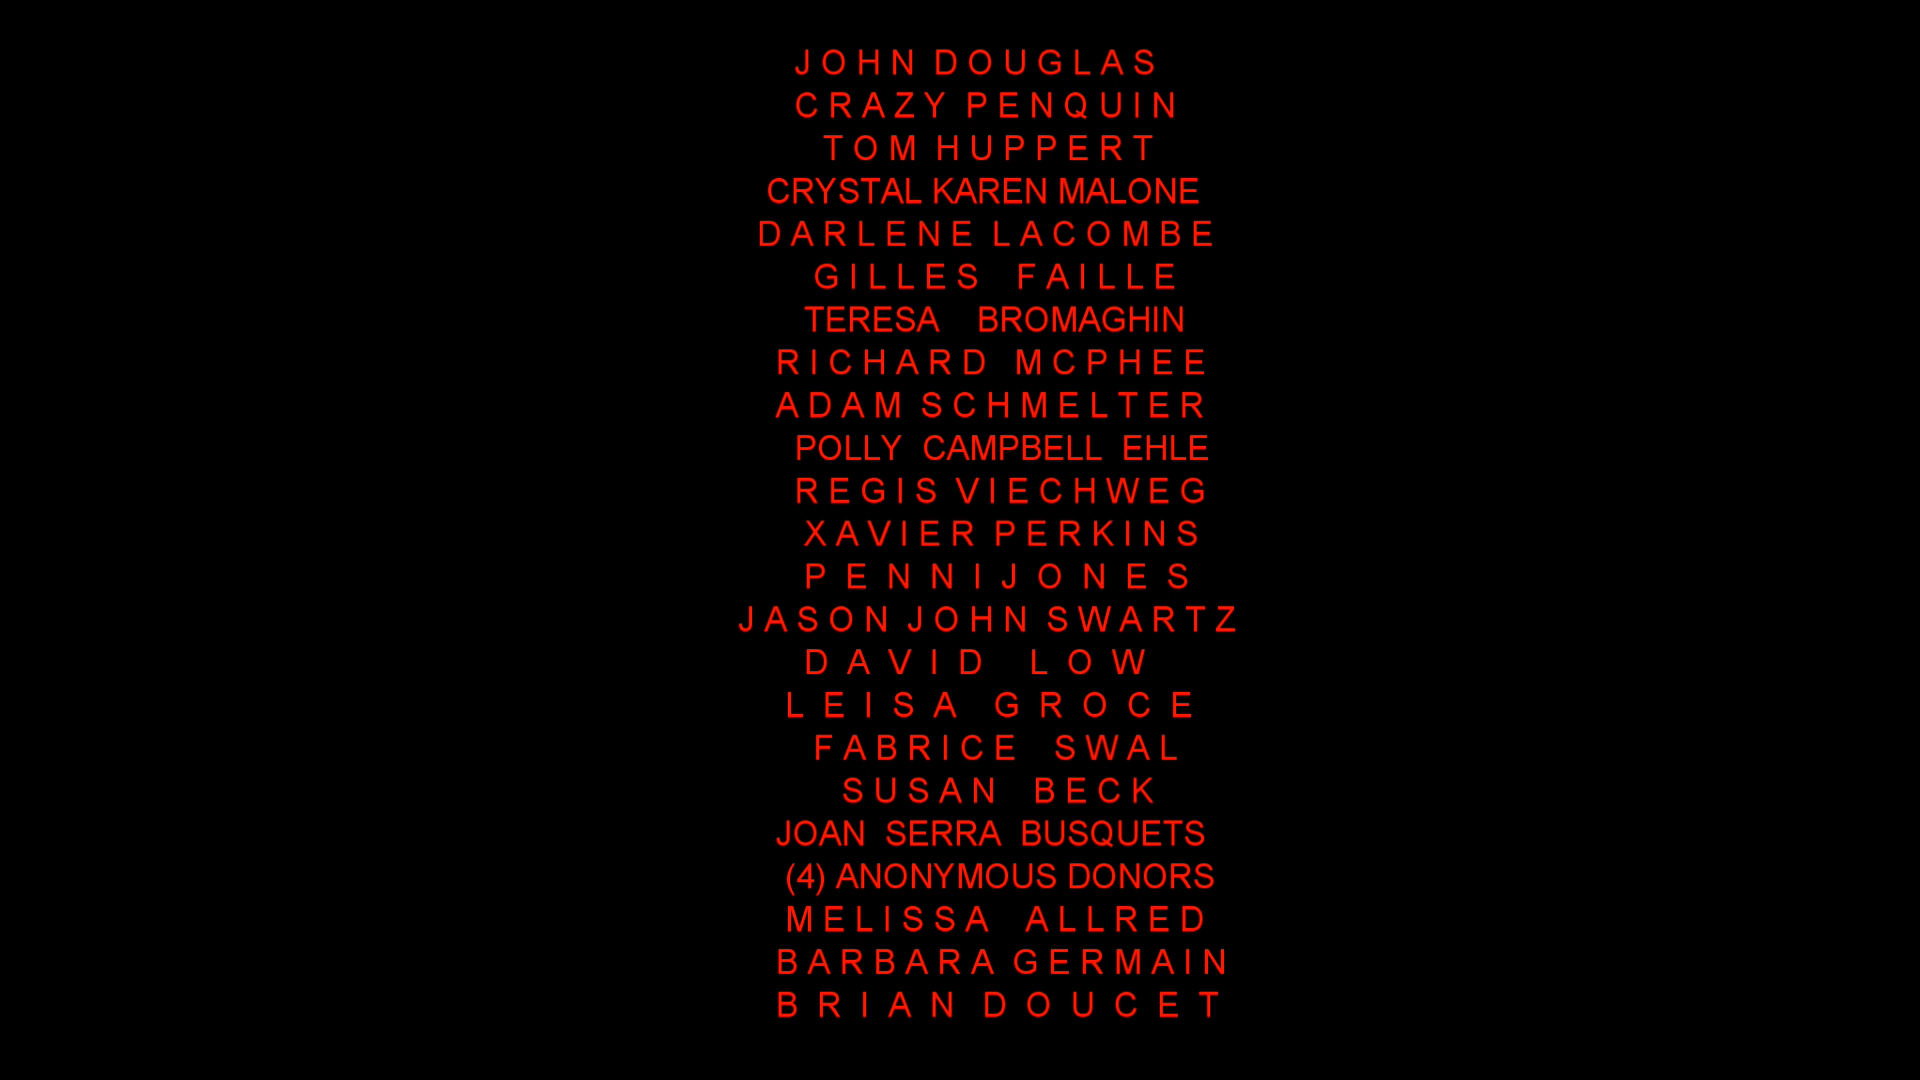 JOHN DOUGLAS
CRAZY PENQUIN
TOM HUPPERT
CRYSTAL KAREN MALONE
DARLENE LACOMBE
GILLES FAILLE
TERESA BROMAGHIN
RICHARD MCPHEE
ADAM SCHMELTER
POLLY CAMPBELL EHLE
REGIS VIECHWEG
XAVIER PERKINS
PENNI JONES
JASON JOHN SWARTZ
DAVID LOW
LEISA GROCE
FABRICE SWAL
SUSAN BECK
JOAN SERRA BUSQUETS
(4) ANONYMOUS DONORS
MELISSA ALLRED
BARBARA GERMAIN
BRIAN DOUCET